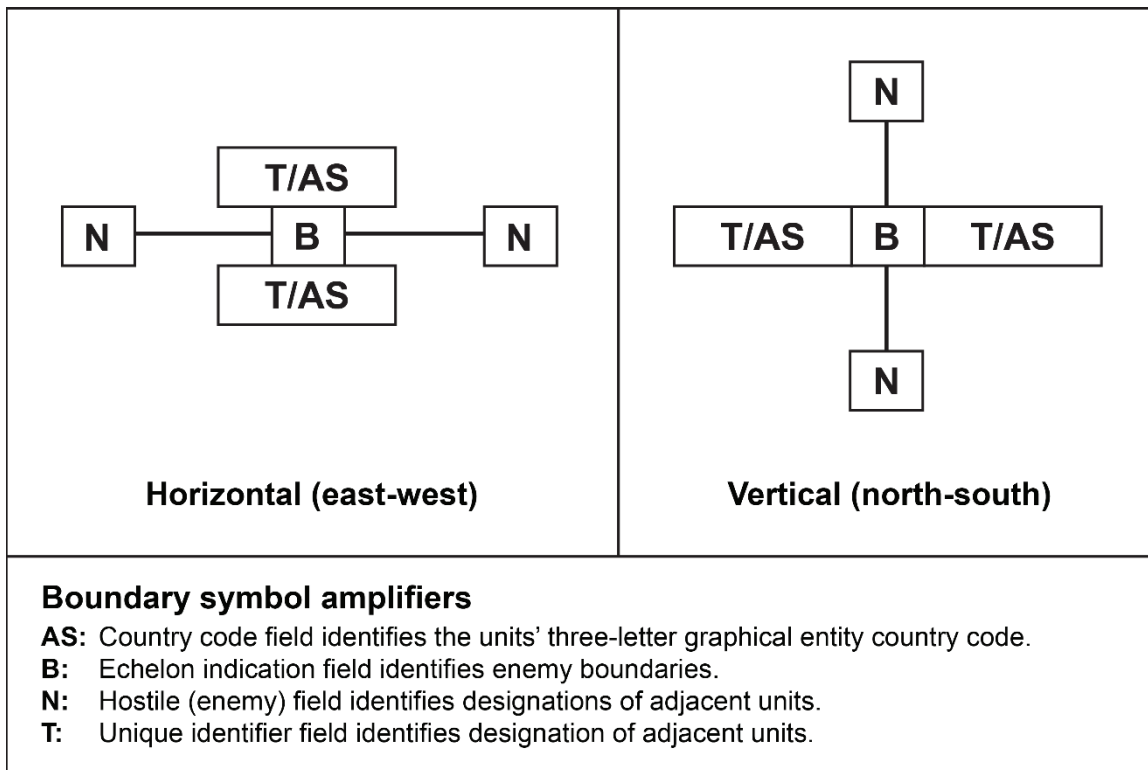 T/AS
N B N
T/AS
Horizontal (east-west)
N
T/AS B T/AS
N
Vertical (north-south)
Boundary symbol amplifiers
AS: Country code field identifies the units’ three-letter graphical entity country code.
B: Echelon indication field identifies enemy boundaries.
N: Hostile (enemy) field identifies designations of adjacent units.
T: Unique identifier field identifies designation of adjacent units.